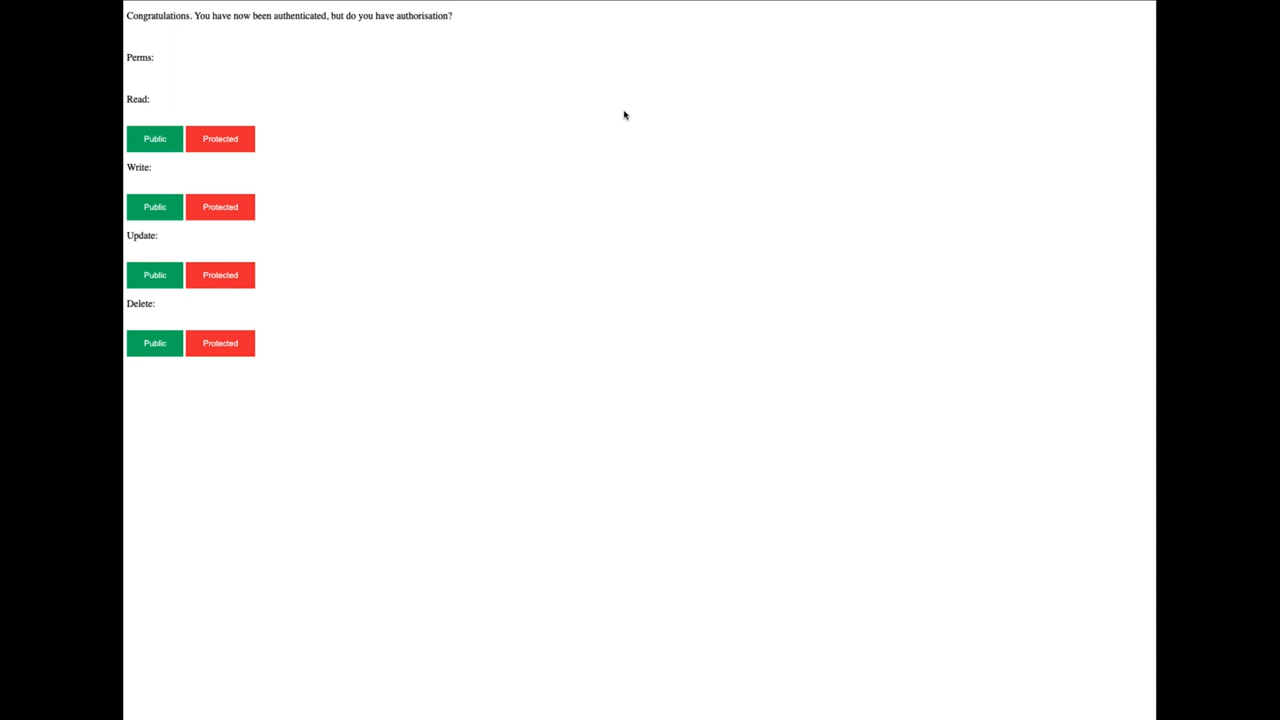 Congratulations. You have now been authenticated, but do you have authorisation?
Perms:
Read:
Public Protected
Write:
Public Protected
Update:
Public Protected
Delete:
Public Protected